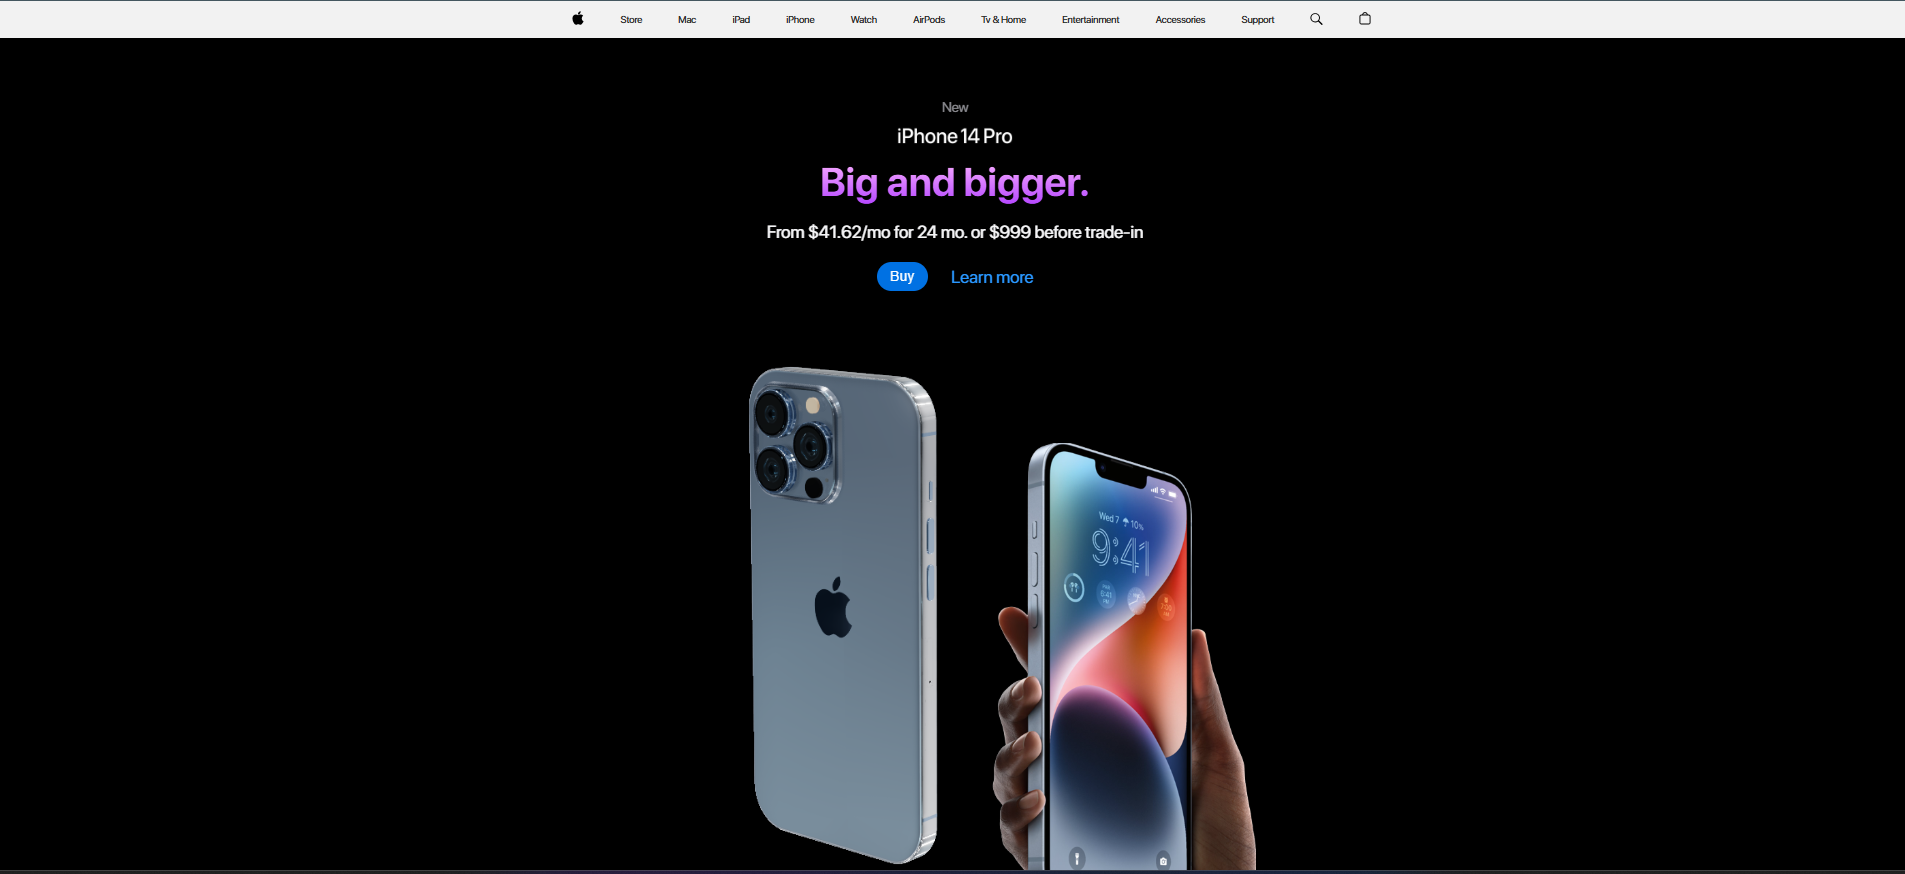 Store Mac iPad iPhone Watch AirPods Tv & Home Entertainment Accessories Support
New
iPhone 14 Pro
Big and bigger.
From $41.62/mo for 24 mo. or $999 before trade-in
Buy Learn more
Wed 7 10%
9:41